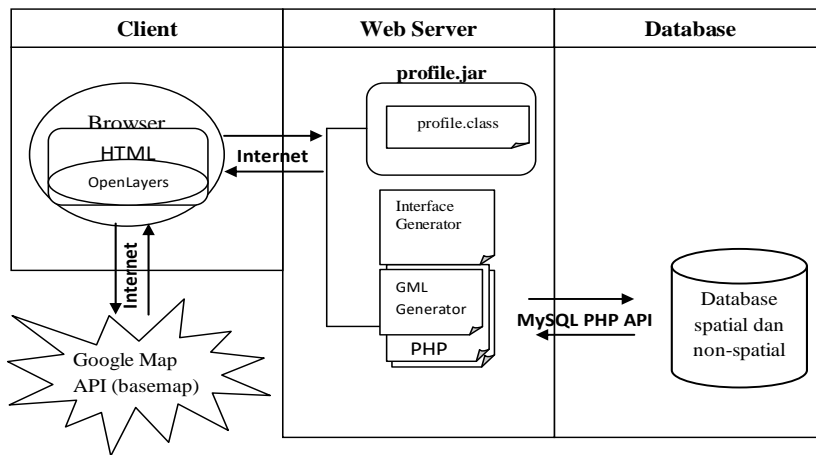 Client
Web Server
Database
Browser
HTML
OpenLayers
Internet
Internet
Google Map
API (basemap)
profile.jar
profile.class
Interface
Generator
GML
Generator
PHP
MySQL PHP API
Database
spatial dan
non-spatial